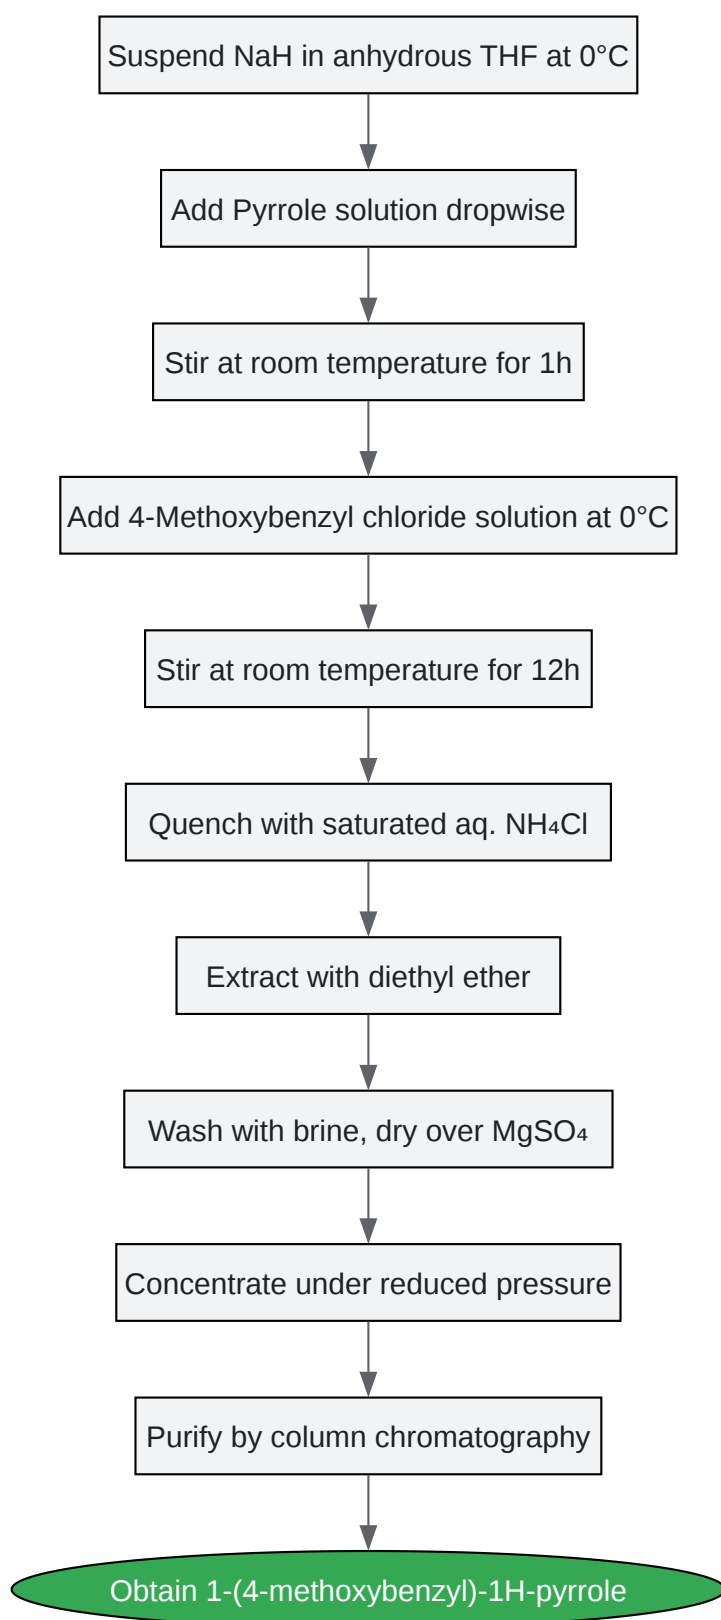 Suspend NaH in anhydrous THF at 0°C
Add Pyrrole solution dropwise
Stir at room temperature for 1h
Add 4-Methoxybenzyl chloride solution at 0°C
Stir at room temperature for 12h
Quench with saturated aq. NH₄Cl
Extract with diethyl ether
Wash with brine, dry over MgSO₄
Concentrate under reduced pressure
Purify by column chromatography
Obtain 1-(4-methoxybenzyl)-1H-pyrrole